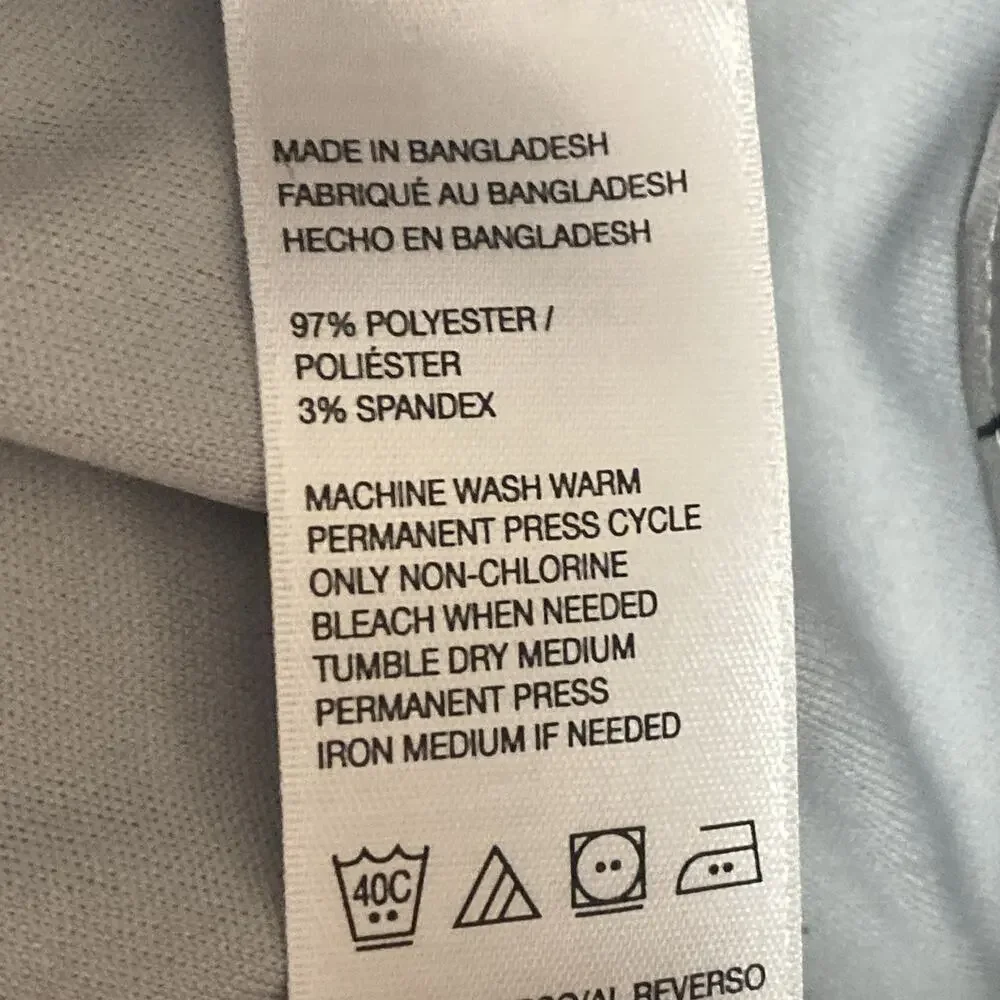 MADE IN BANGLADESH
FABRIQUÉ AU BANGLADESH
HECHO EN BANGLADESH
97% POLYESTER /
POLIÉSTER
3% SPANDEX
MACHINE WASH WARM
PERMANENT PRESS CYCLE
ONLY NON-CHLORINE
BLEACH WHEN NEEDED
TUMBLE DRY MEDIUM
PERMANENT PRESS
IRON MEDIUM IF NEEDED
40C
REVERSO